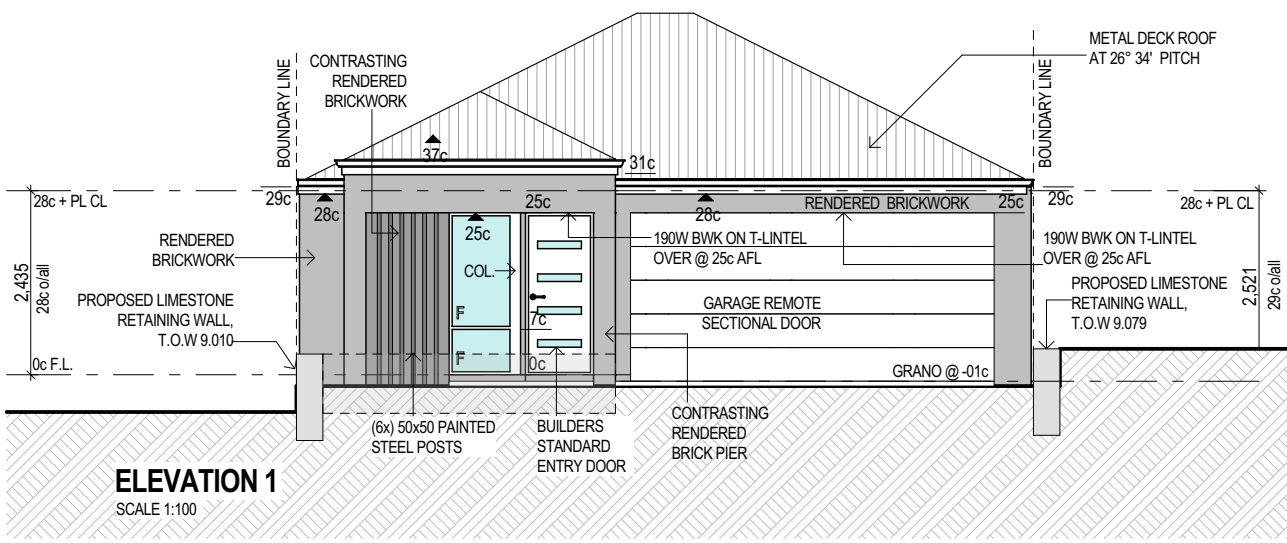 METAL DECK ROOF
AT 26° 34' PITCH
CONTRASTING
RENDERED
BRICKWORK
BOUNDARY LINE
BOUNDARY LINE
37c
31c
29c
28c + PL CL
28c
25c
28c
RENDERED BRICKWORK
25c
29c
28c + PL CL
RENDERED
BRICKWORK
25c
COL.
190W BWK ON T-LINTEL
OVER @ 25c AFL
190W BWK ON T-LINTEL
OVER @ 25c AFL
2,435
28c o/all
PROPOSED LIMESTONE
RETAINING WALL,
T.O.W 9.010
F
7c
GARAGE REMOTE
SECTIONAL DOOR
PROPOSED LIMESTONE
RETAINING WALL,
T.O.W 9.079
2,521
29c o/all
0c F.L.
F
0c
GRANO @ -01c
(6x) 50x50 PAINTED
STEEL POSTS
BUILDERS
STANDARD
ENTRY DOOR
CONTRASTING
RENDERED
BRICK PIER
ELEVATION 1
SCALE 1:100